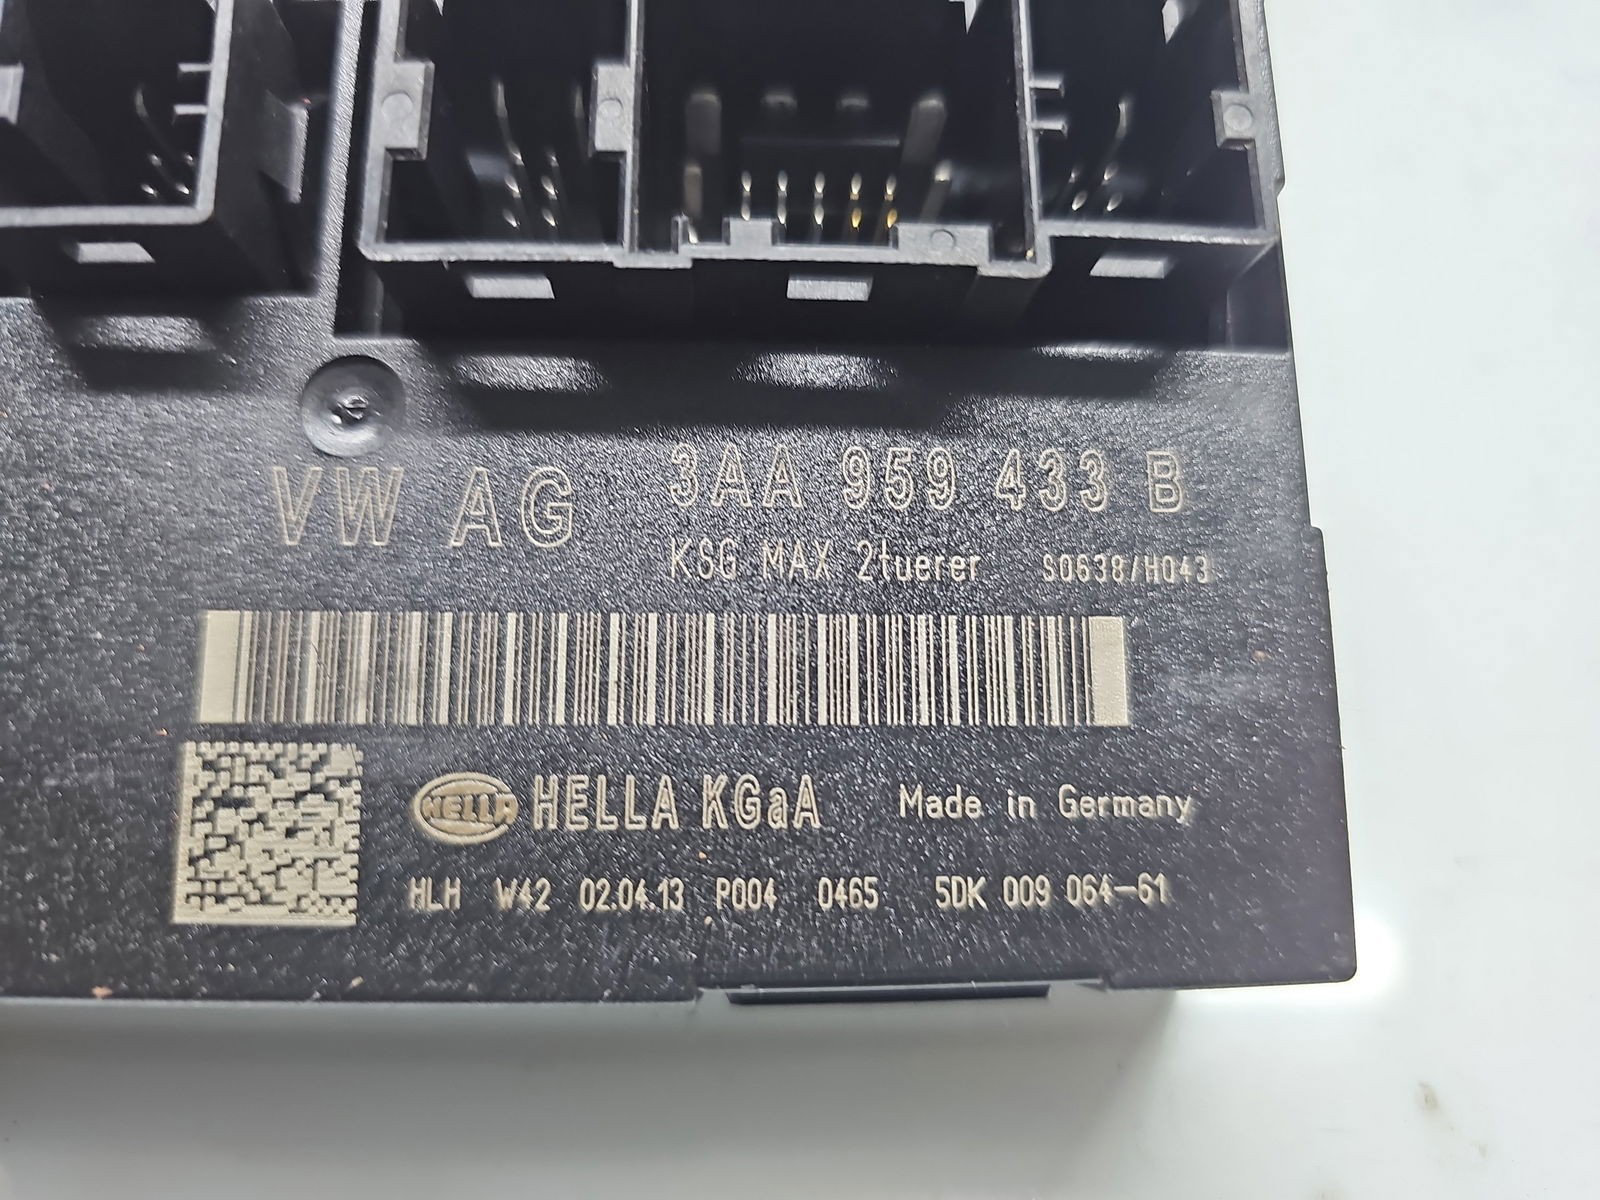 VW AG 3AA 959 433 B
KSG MAX 2tuerer S0638/H043
HELLA HELLA KGaA Made in Germany
HLH W42 02.04.13 P004 0465 5DK 009 064-61